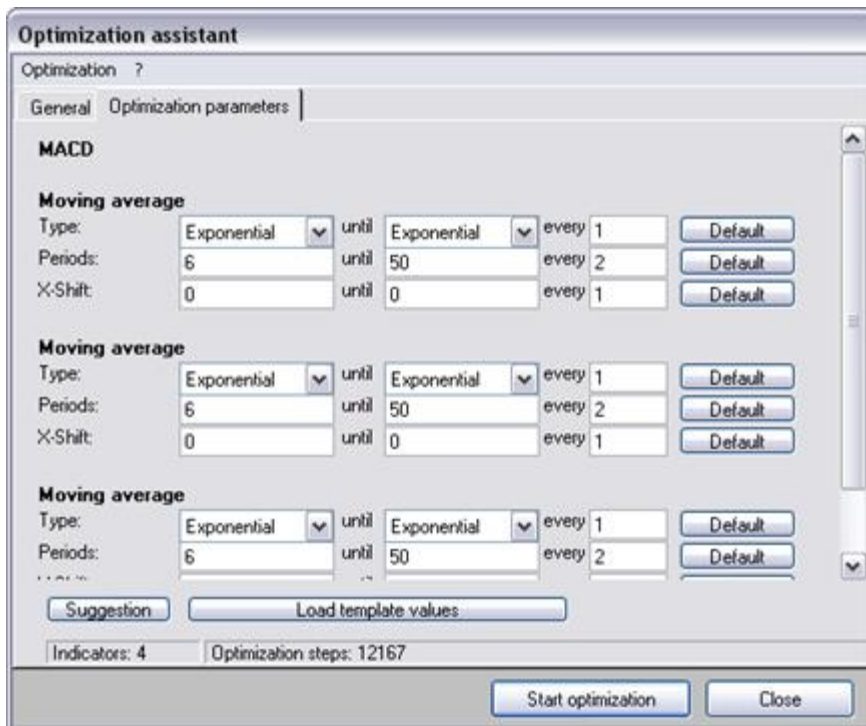 Optimization assistant
Optimization ?
General Optimization parameters
MACD
Moving average
Type: Exponential until Exponential every 1 Default
Periods: 6 until 50 every 2 Default
X-Shift: 0 until 0 every 1 Default
Moving average
Type: Exponential until Exponential every 1 Default
Periods: 6 until 50 every 2 Default
X-Shift: 0 until 0 every 1 Default
Moving average
Type: Exponential until Exponential every 1 Default
Periods: 6 until 50 every 2 Default
Suggestion Load template values
Indicators: 4 Optimization steps: 12167
Start optimization Close